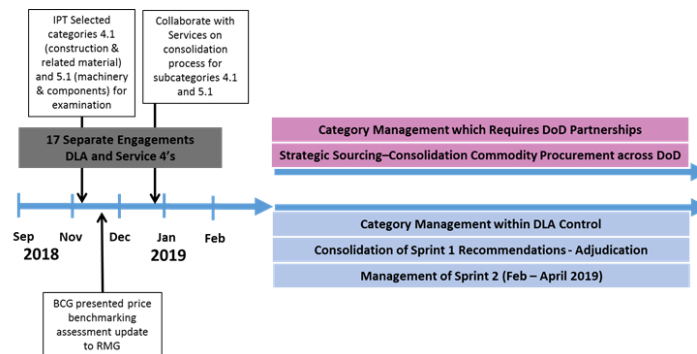 IPT Selected
categories 4.1
(construction &
related material)
and 5.1 (machinery
& components) for
examination
Collaborate with
Services on
consolidation
process for
subcategories 4.1
and 5.1
17 Separate Engagements
DLA and Service 4's
Category Management which Requires DoD Partnerships
Strategic Sourcing–Consolidation Commodity Procurement across DoD
Sep
Nov
Dec
Jan
Feb
2018
2019
Category Management within DLA Control
Consolidation of Sprint 1 Recommendations - Adjudication
Management of Sprint 2 (Feb – April 2019)
BCG presented price
benchmarking
assessment update
to RMG